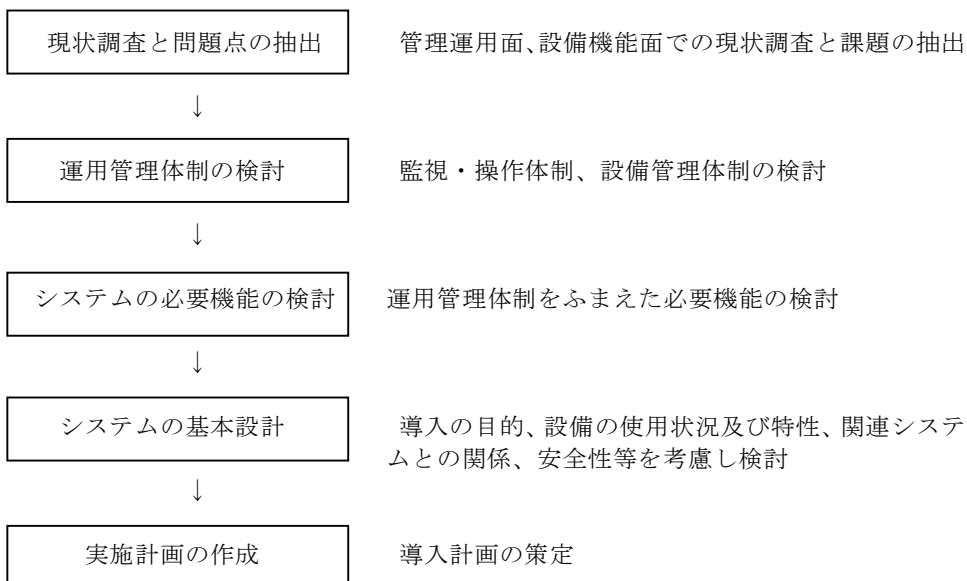 現状調査と問題点の抽出
管理運用面、設備機能面での現状調査と課題の抽出
↓
運用管理体制の検討
監視・操作体制、設備管理体制の検討
↓
システムの必要機能の検討
運用管理体制をふまえた必要機能の検討
↓
システムの基本設計
導入の目的、設備の使用状況及び特性、関連システ
ムとの関係、安全性等を考慮し検討
↓
実施計画の作成
導入計画の策定